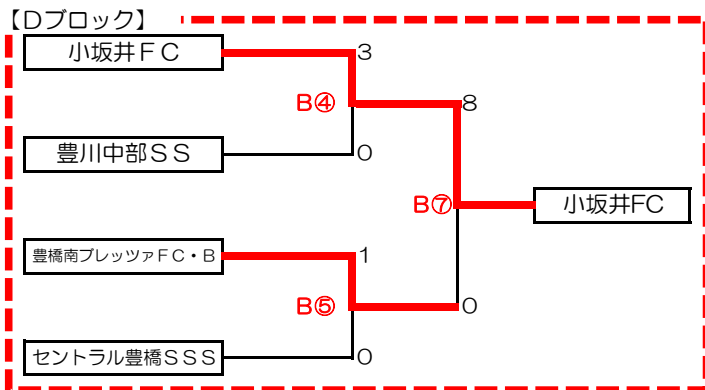 【Dブロック】
小坂井ＦＣ
3
B④
8
豊川中部ＳＳ
0
B⑦
小坂井FC
豊橋南プレッツァＦＣ・Ｂ
1
B⑤
0
セントラル豊橋ＳＳＳ
0